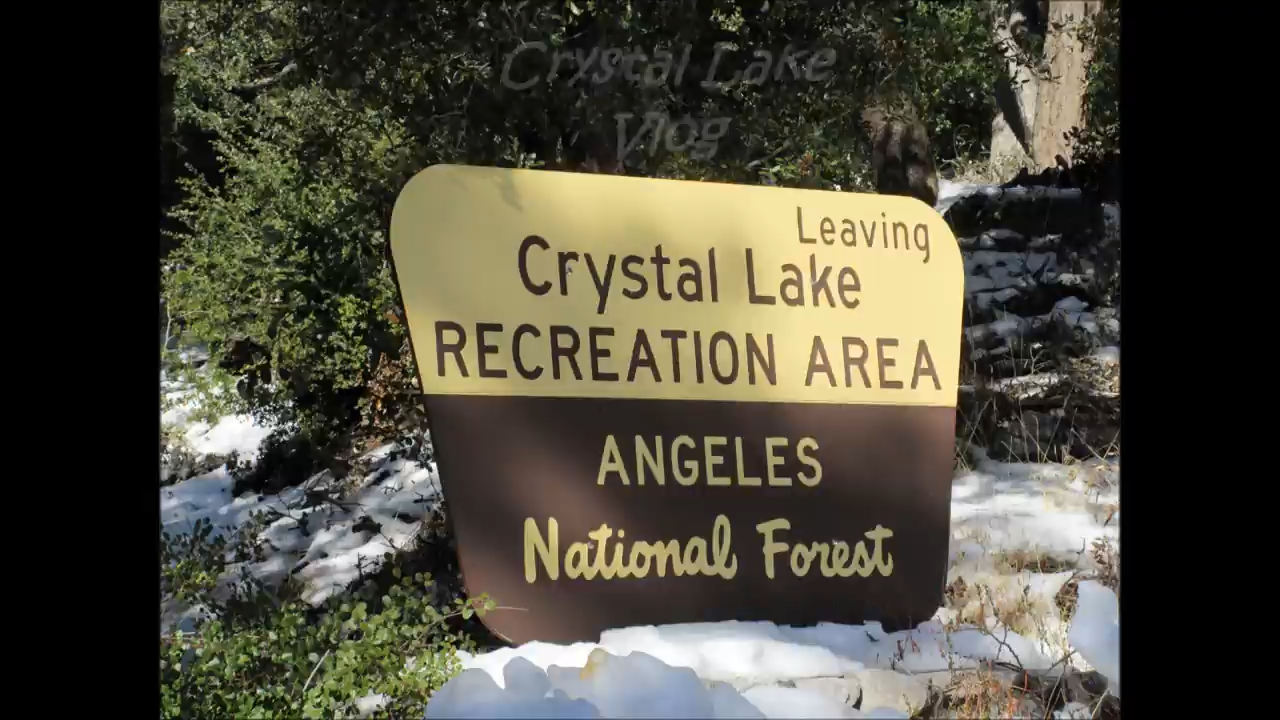 Crystal Lake
Vlog
Leaving
Crystal Lake
RECREATION AREA
ANGELES
National Forest